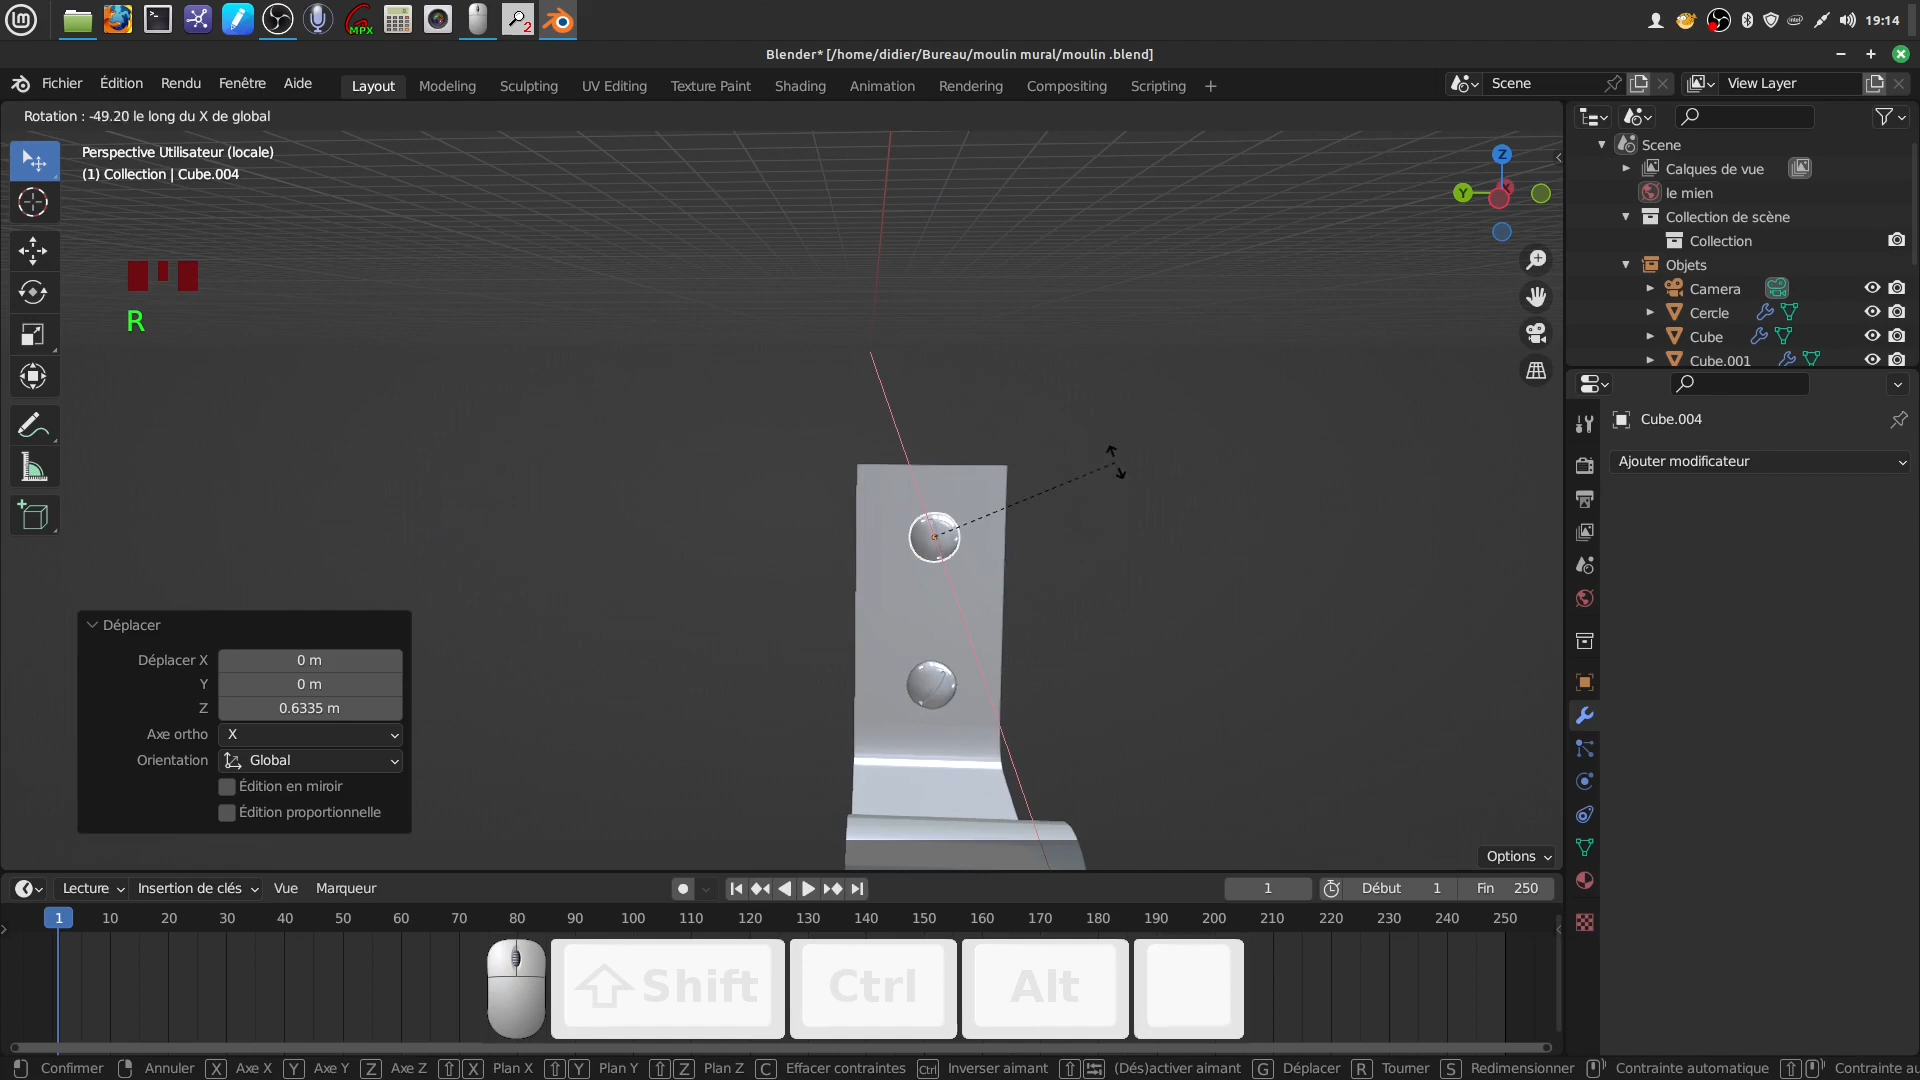 MPX
2
19:14
Blender* [/home/didier/Bureau/moulin mural/moulin .blend]
Fichier Édition Rendu Fenêtre Aide
Layout Modeling Sculpting UV Editing Texture Paint Shading Animation Rendering Compositing Scripting +
Scene
View Layer
Rotation : -49.20 le long du X de global
Perspective Utilisateur (locale)
(1) Collection | Cube.004
Z
Y
X
R
Scene
Calques de vue
le mien
Collection de scène
Collection
Objets
Camera
Cercle
Cube
Cube.001
Cube.004
Ajouter modificateur
Déplacer
Déplacer X 0 m
Y 0 m
Z 0.6335 m
Axe ortho X
Orientation Global
Édition en miroir
Édition proportionnelle
Options
Lecture Insertion de clés Vue Marqueur
1
Début 1
Fin 250
1 10 20 30 40 50 60 70 80 90 100 110 120 130 140 150 160 170 180 190 200 210 220 230 240 250
Shift Ctrl Alt
Confirmer Annuler X Axe X Y Axe Y Z Axe Z X Plan X Y Plan Y Z Plan Z C Effacer contraintes Ctrl Inverser aimant (Dés)activer aimant G Déplacer R Tourner S Redimensionner Contrainte automatique Contrainte au